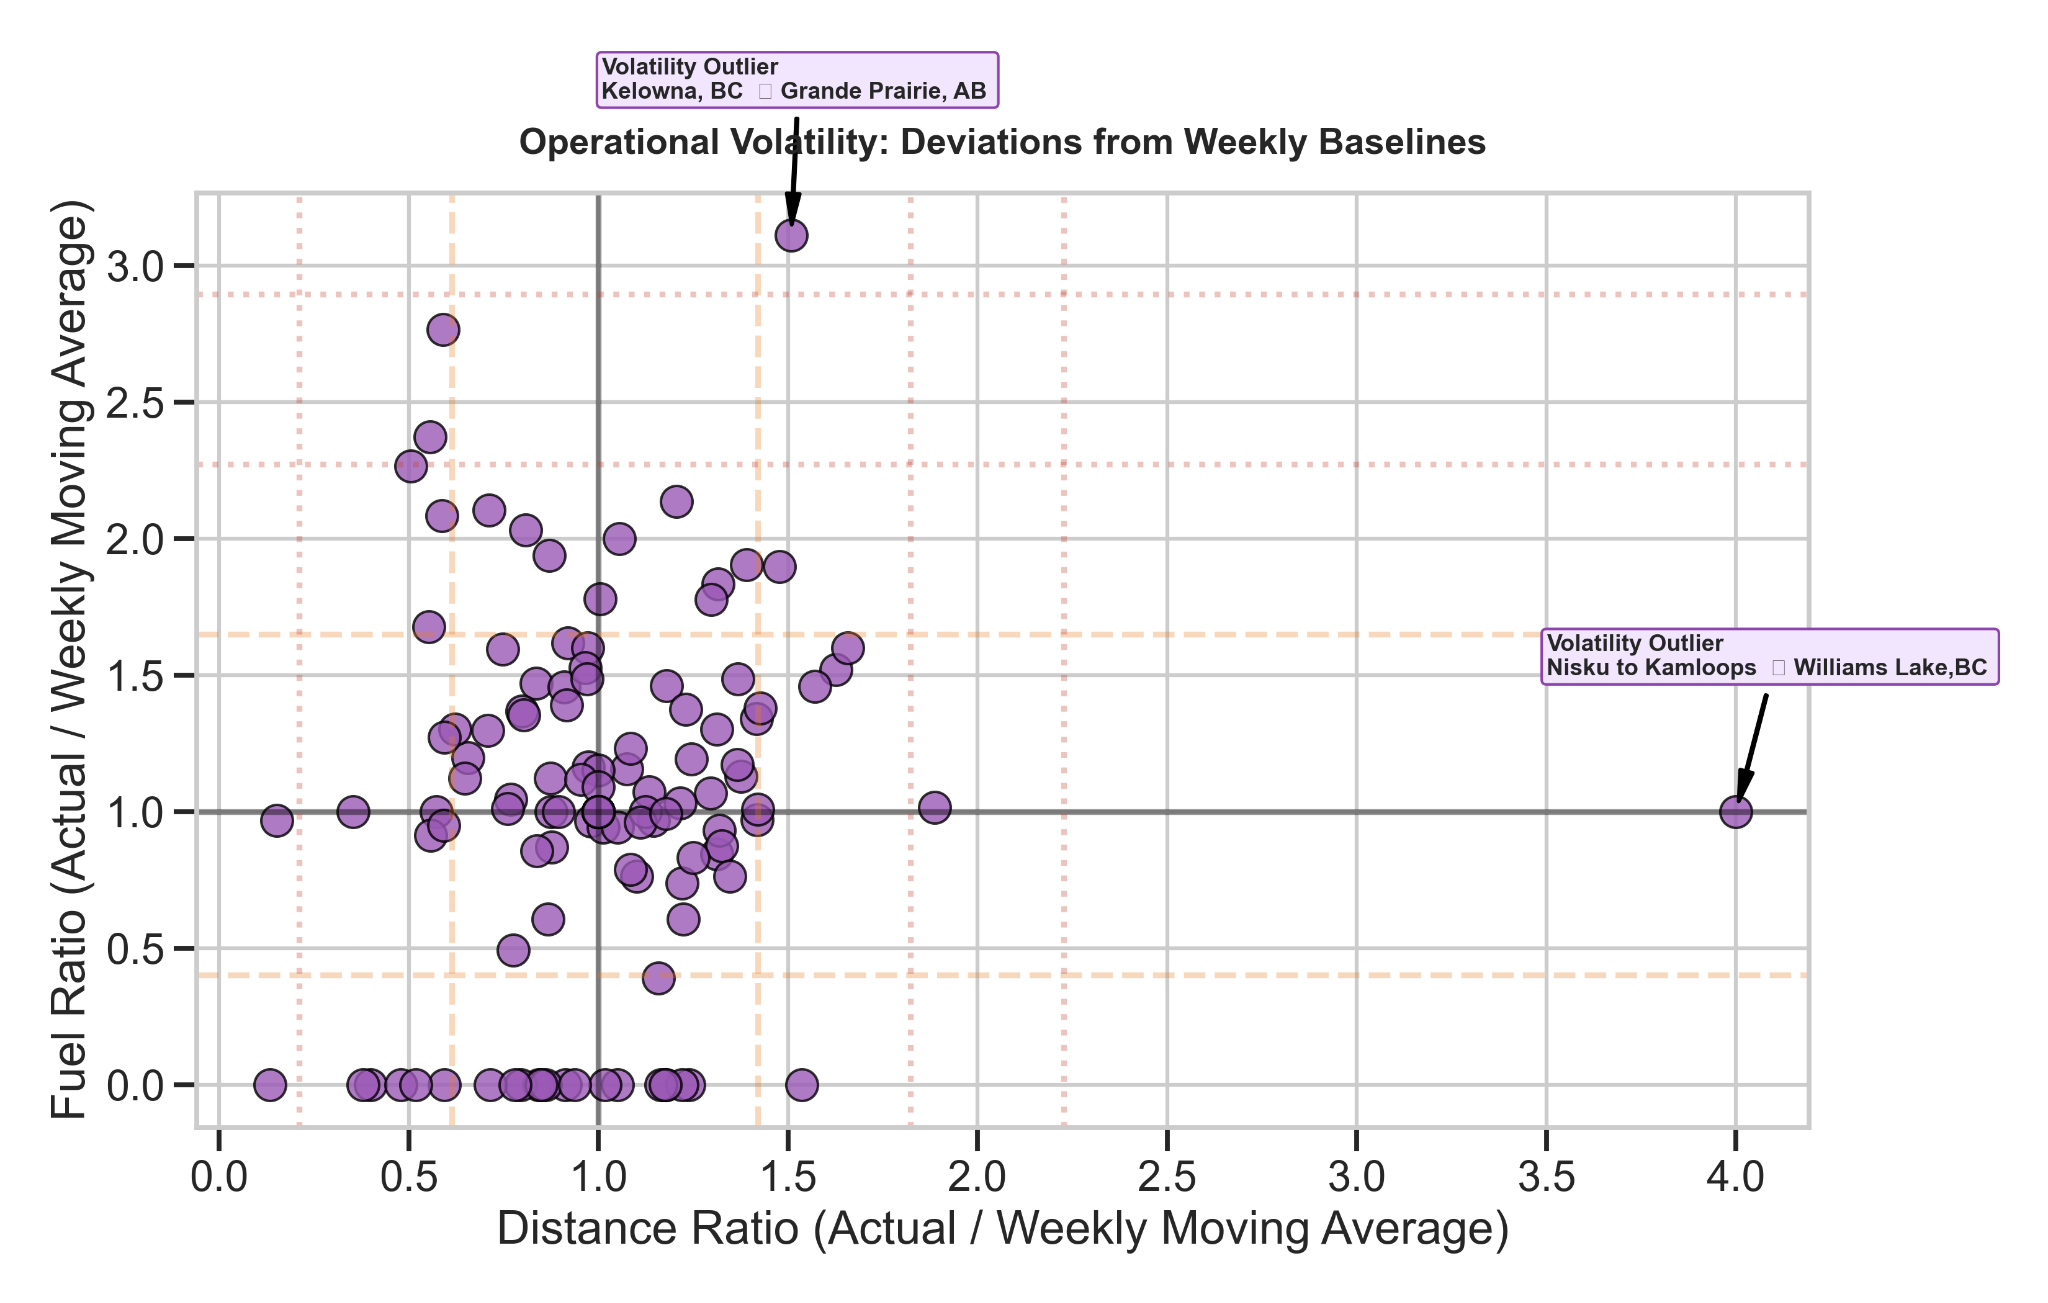 Volatility Outlier
Kelowna, BC □ Grande Prairie, AB
Operational Volatility: Deviations from Weekly Baselines
Fuel Ratio (Actual / Weekly Moving Average)
3.0
2.5
2.0
1.5
1.0
0.5
0.0
Volatility Outlier
Nisku to Kamloops □ Williams Lake,BC
0.0 0.5 1.0 1.5 2.0 2.5 3.0 3.5 4.0
Distance Ratio (Actual / Weekly Moving Average)